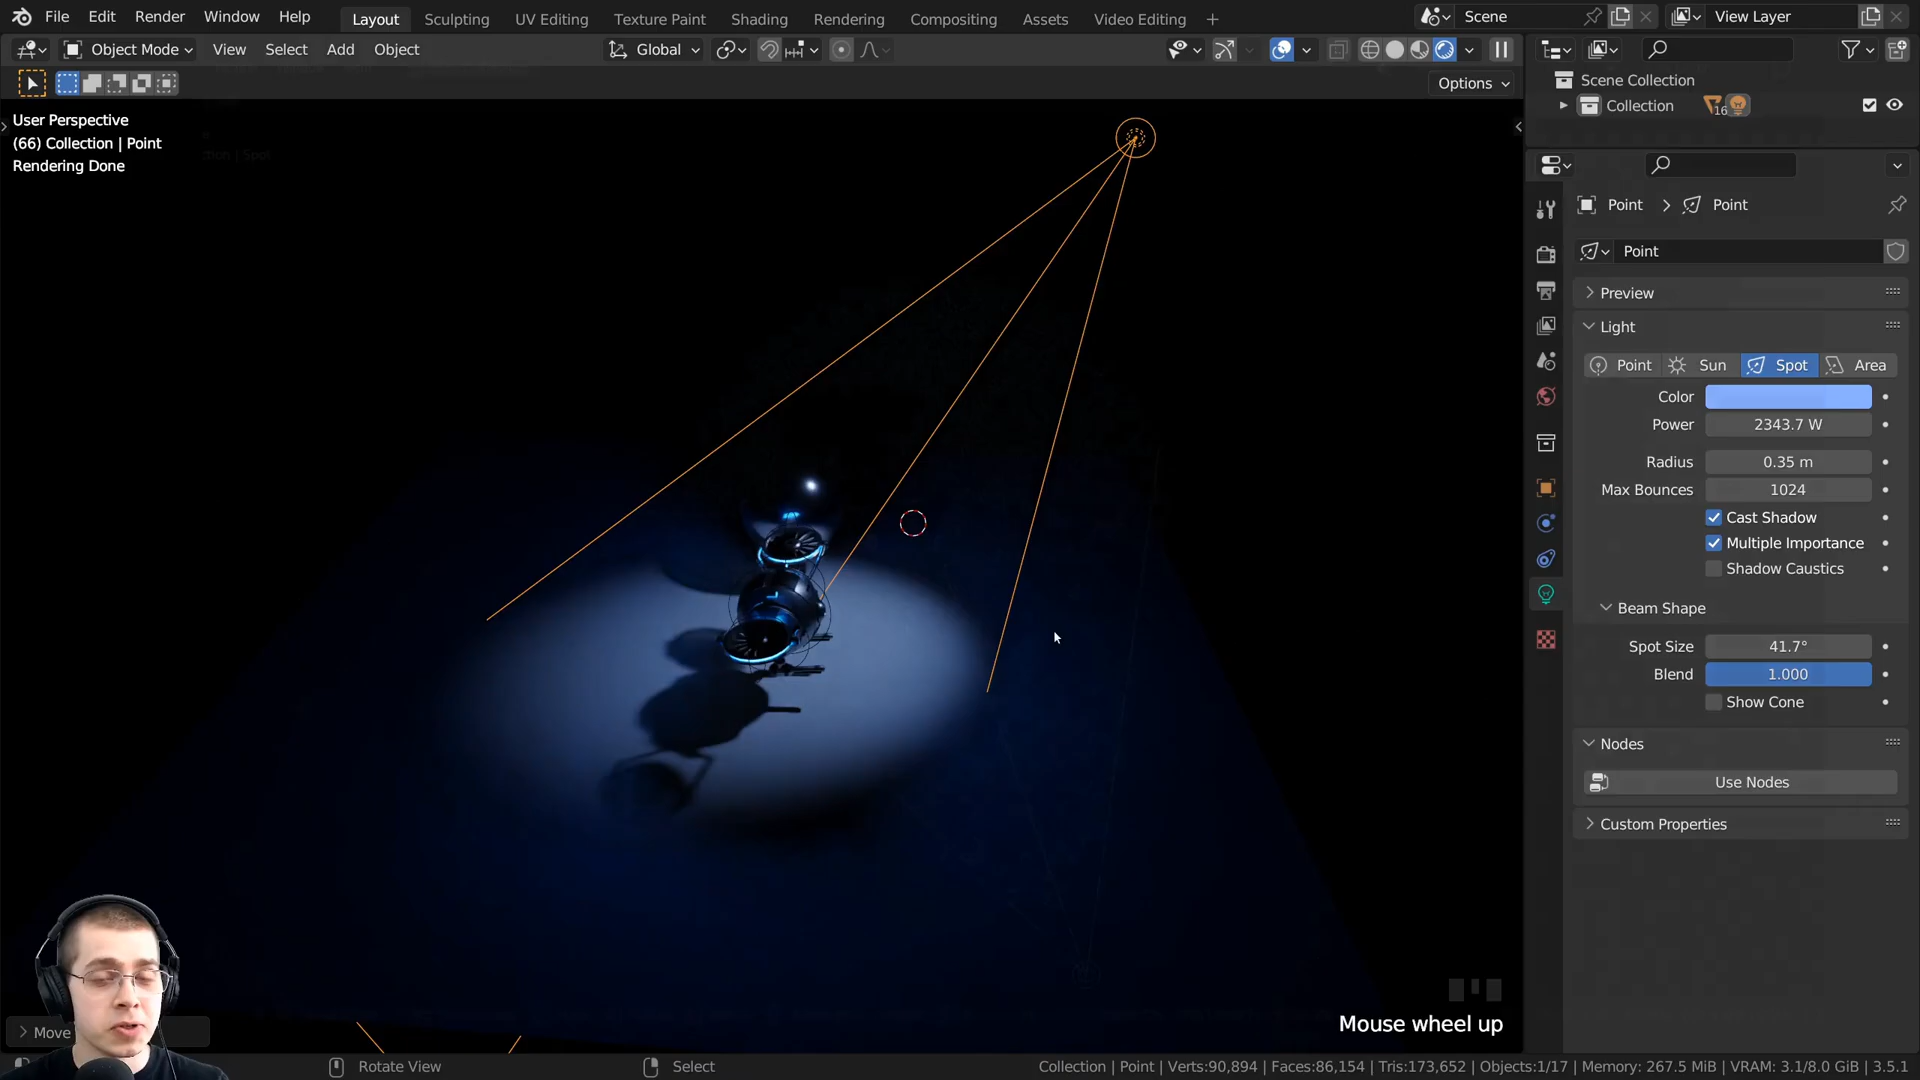 File Edit Render Window Help Layout Sculpting UV Editing Texture Paint Shading Rendering Compositing Assets Video Editing + Scene View Layer
Object Mode View Select Add Object Global
Options
Scene Collection
Collection 16
User Perspective
(66) Collection | Point
Rendering Done
Point > Point
Point
Preview
Light
Point Sun Spot Area
Color
Power 2343.7 W
Radius 0.35 m
Max Bounces 1024
Cast Shadow
Multiple Importance
Shadow Caustics
Beam Shape
Spot Size 41.7°
Blend 1.000
Show Cone
Nodes
Use Nodes
Custom Properties
Mouse wheel up
Move
Rotate View Select Collection | Point | Verts:90,894 | Faces:86,154 | Tris:173,652 | Objects:1/17 | Memory: 267.5 MiB | VRAM: 3.1/8.0 GiB | 3.5.1